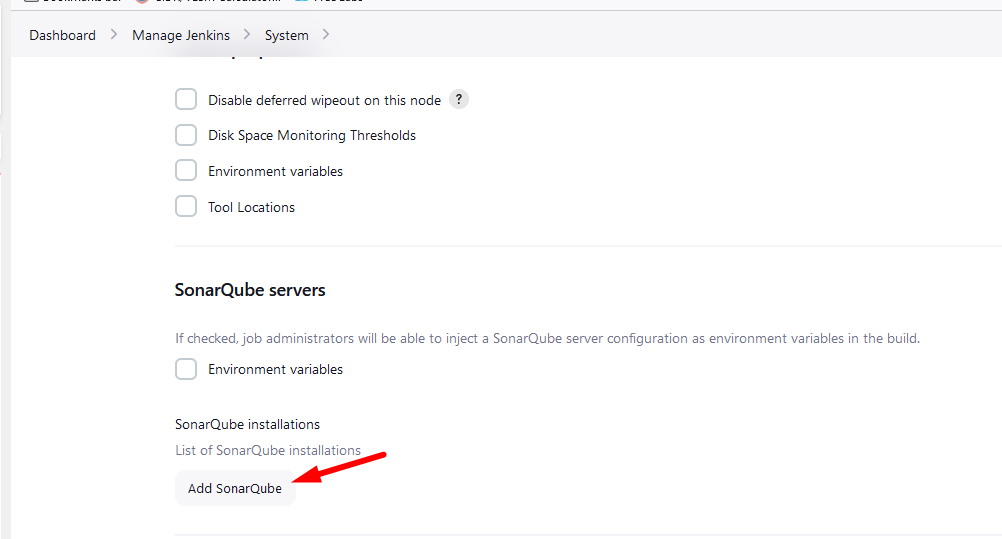 Dashboard > Manage Jenkins > System >
Disable deferred wipeout on this node ?
Disk Space Monitoring Thresholds
Environment variables
Tool Locations
SonarQube servers
If checked, job administrators will be able to inject a SonarQube server configuration as environment variables in the build.
Environment variables
SonarQube installations
List of SonarQube installations
Add SonarQube